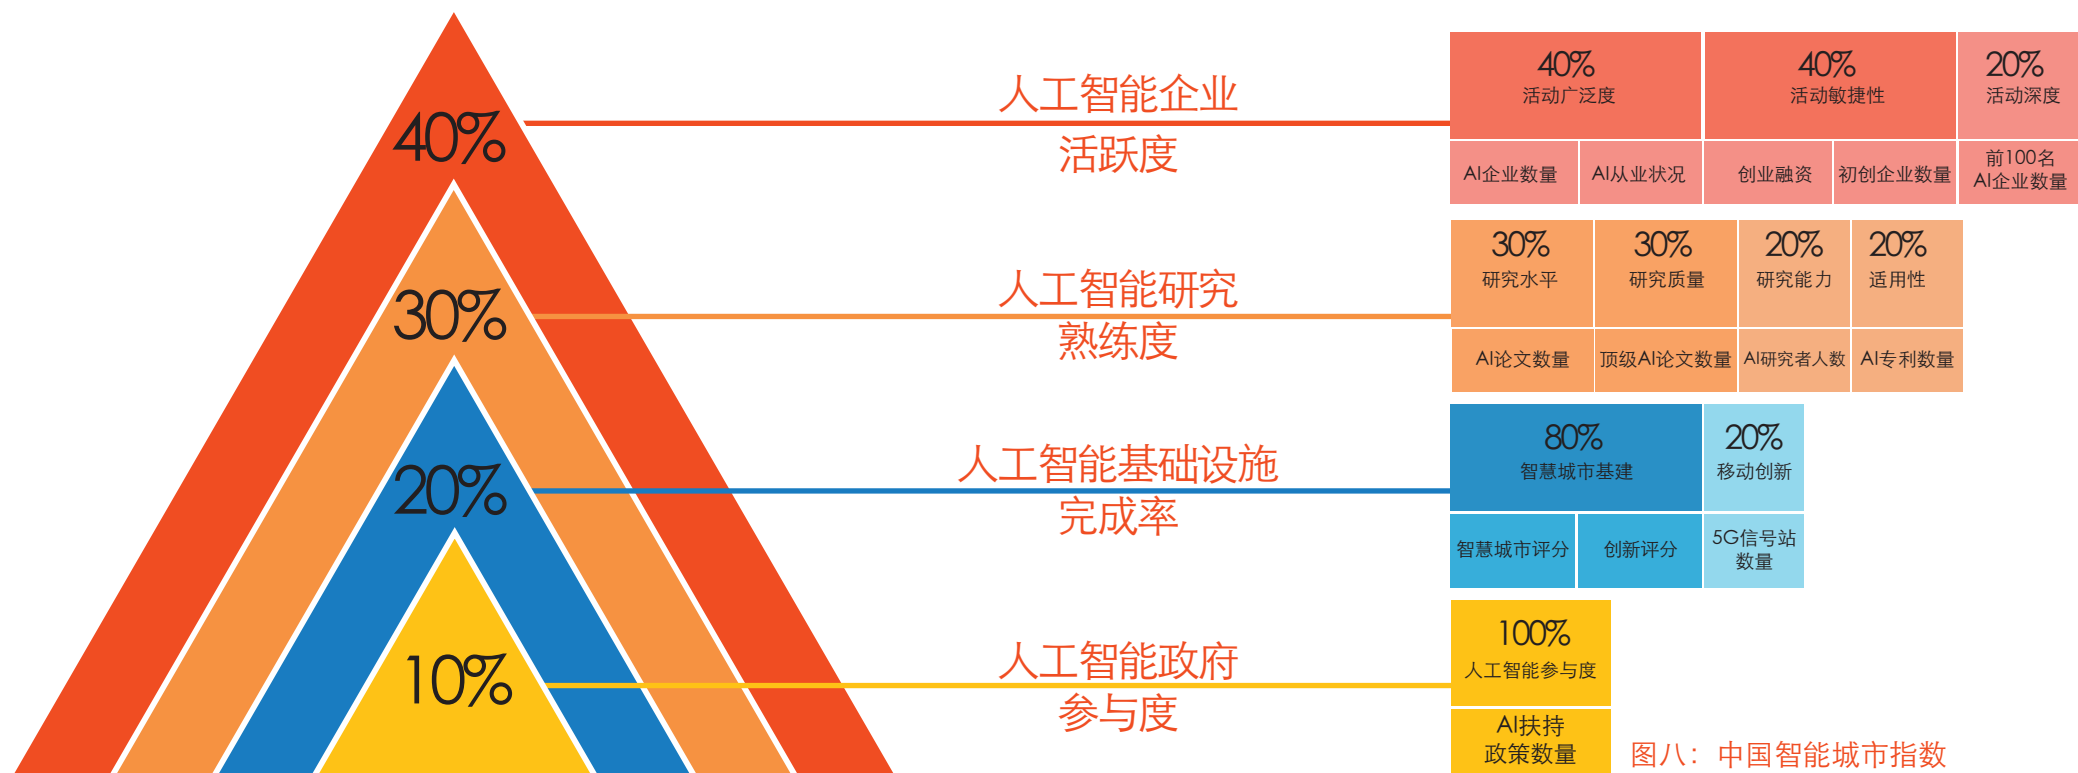 40%
人工智能企业
活跃度
40%
活动广泛度
40%
活动敏捷性
20%
活动深度
AI企业数量
AI从业状况
创业融资
初创企业数量
前100名
AI企业数量
30%
人工智能研究
熟练度
30%
研究水平
30%
研究质量
20%
研究能力
20%
适用性
AI论文数量
顶级AI论文数量
AI研究者人数
AI专利数量
20%
人工智能基础设施
完成率
80%
智慧城市基建
20%
移动创新
智慧城市评分
创新评分
5G信号站
数量
10%
人工智能政府
参与度
100%
人工智能参与度
AI扶持
政策数量
图八：中国智能城市指数